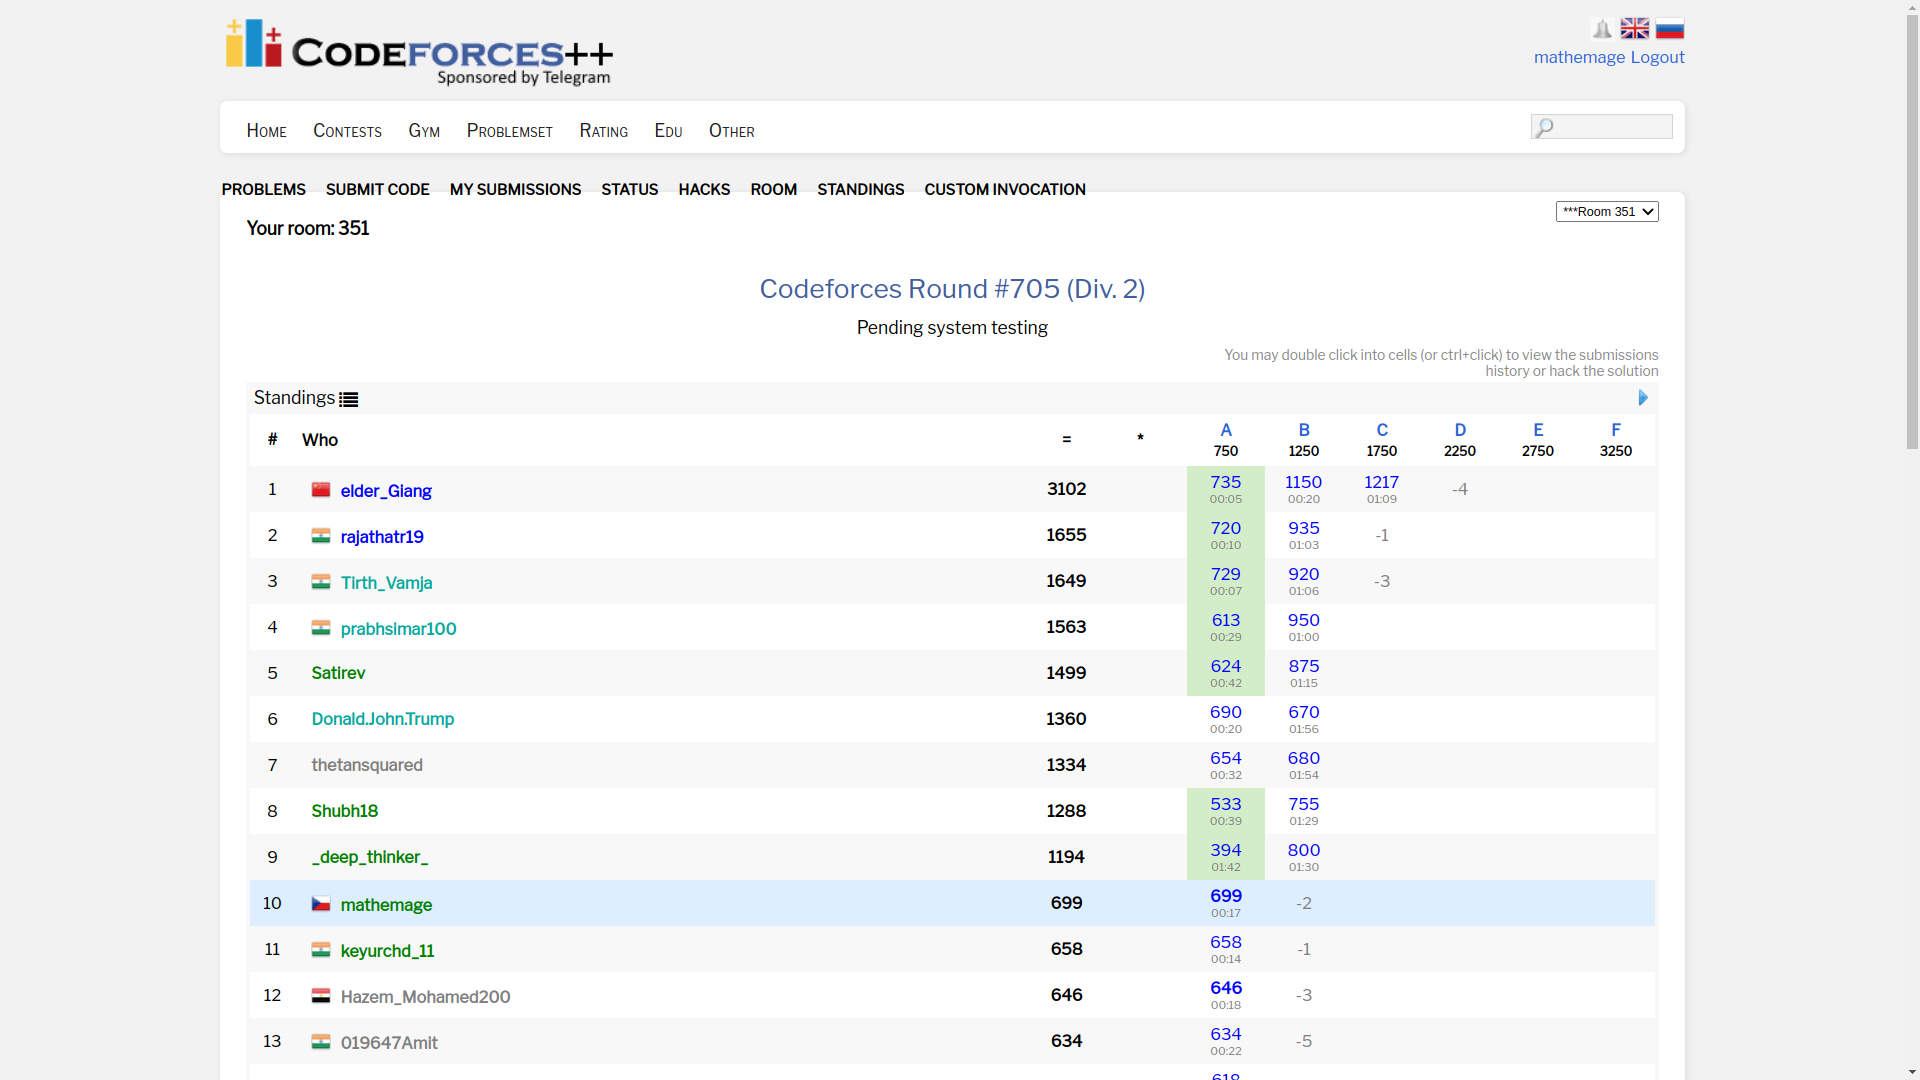 CODEFORCES++
Sponsored by Telegram
mathemage Logout
Home Contests Gym Problemset Rating Edu Other
PROBLEMS SUBMIT CODE MY SUBMISSIONS STATUS HACKS ROOM STANDINGS CUSTOM INVOCATION
Your room: 351
***Room 351
Codeforces Round #705 (Div. 2)
Pending system testing
You may double click into cells (or ctrl+click) to view the submissions
history or hack the solution
Standings
# Who = * A B C D E F
750 1250 1750 2250 2750 3250
1 elder_Giang 3102 735 1150 1217 -4
00:05 00:20 01:09
2 rajathatr19 1655 720 935 -1
00:10 01:03
3 Tirth_Vamja 1649 729 920 -3
00:07 01:06
4 prabhsimar100 1563 613 950
00:29 01:00
5 Satirev 1499 624 875
00:42 01:15
6 Donald.John.Trump 1360 690 670
00:20 01:56
7 thetansquared 1334 654 680
00:32 01:54
8 Shubh18 1288 533 755
00:39 01:29
9 _deep_thinker_ 1194 394 800
01:42 01:30
10 mathemage 699 699 -2
00:17
11 keyurchd_11 658 658 -1
00:14
12 Hazem_Mohamed200 646 646 -3
00:18
13 019647Amit 634 634 -5
00:22